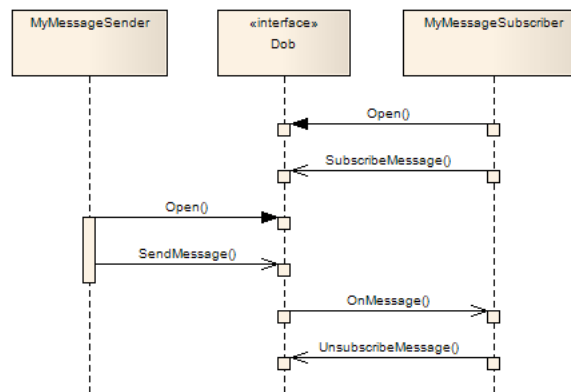 MyMessageSender
«interface»
Dob
MyMessageSubscriber
Open()
SubscribeMessage()
Open()
SendMessage()
OnMessage()
UnsubscribeMessage()